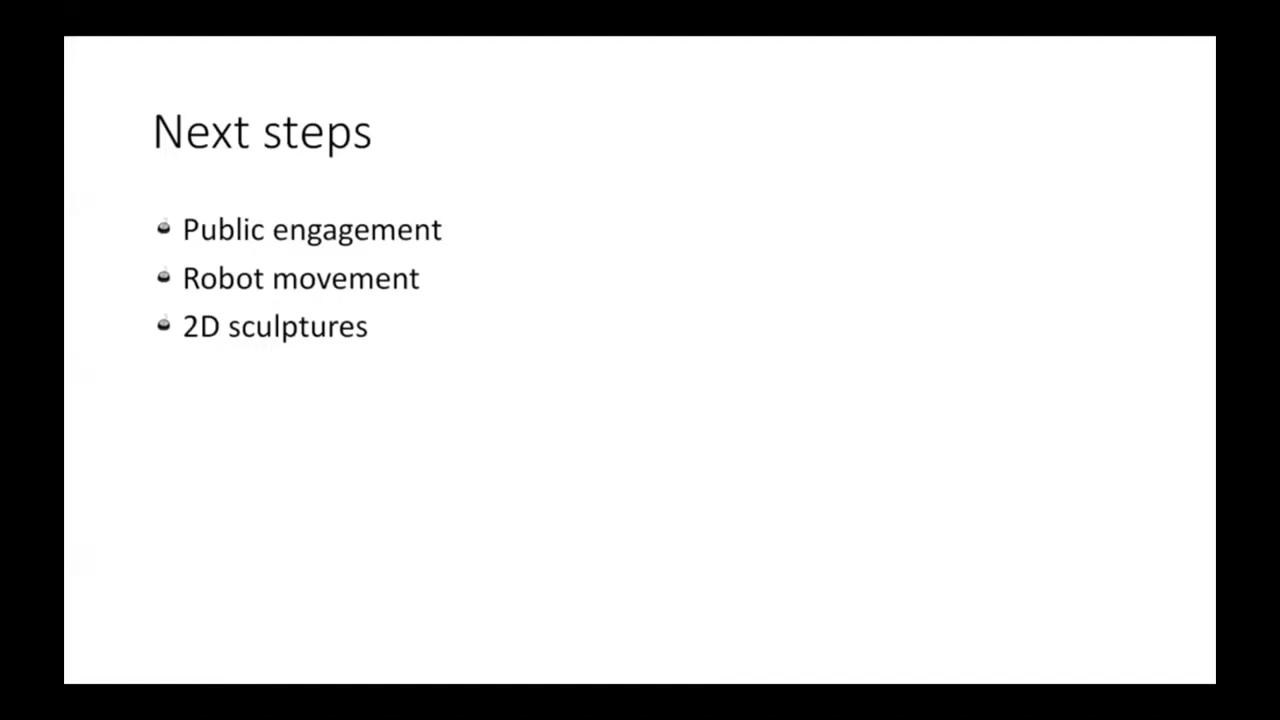 Next steps
Public engagement
Robot movement
2D sculptures